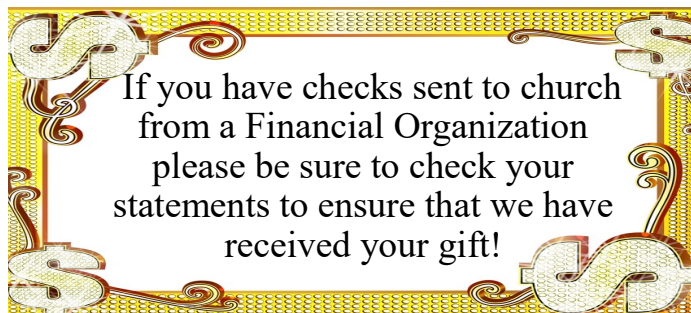 If you have checks sent to church
from a Financial Organization
please be sure to check your
statements to ensure that we have
received your gift!